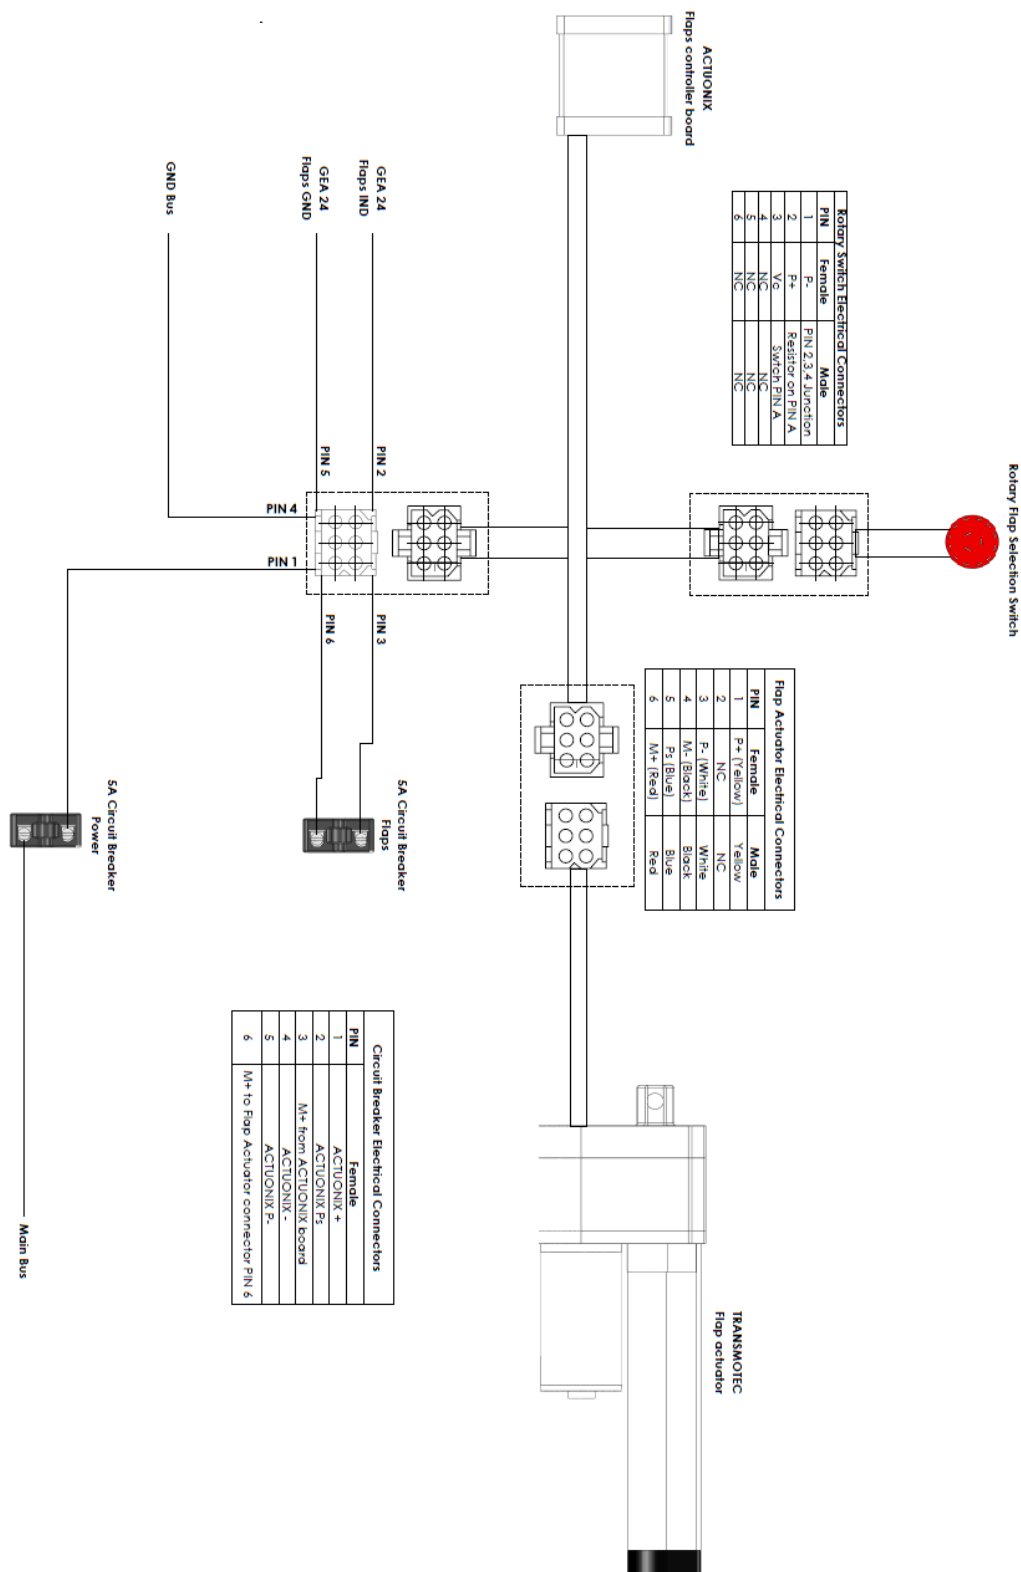 Rotary Flap Selection Switch
ACTUONIX
Flaps controller board
Rotary Switch Electrical Connectors
PIN Female Male
1 P- PIN 2,3,4 Junction
2 P+ Resistor on PIN A
3 Vc Swtch PIN A
4 NC NC
5 NC NC
6 NC NC
Flap Actuator Electrical Connectors
PIN Female Male
1 P+ (Yellow) Yellow
2 NC NC
3 P- (White) White
4 M- (Black) Black
5 Ps (Blue) Blue
6 M+ (Red) Red
TRANSMOTEC
Flap actuator
GEA 24
Flaps IND
GEA 24
Flaps GND
GND Bus
PIN 2
PIN 5
PIN 4
PIN 1
PIN 3
PIN 6
5A Circuit Breaker
Flaps
5A Circuit Breaker
Power
Circuit Breaker Electrical Connectors
PIN Female
1 ACTUONIX +
2 ACTUONIX Ps
3 M+ from ACTUONIX board
4 ACTUONIX -
5 ACTUONIX P-
6 M+ to Flap Actuator connector PIN 6
Main Bus